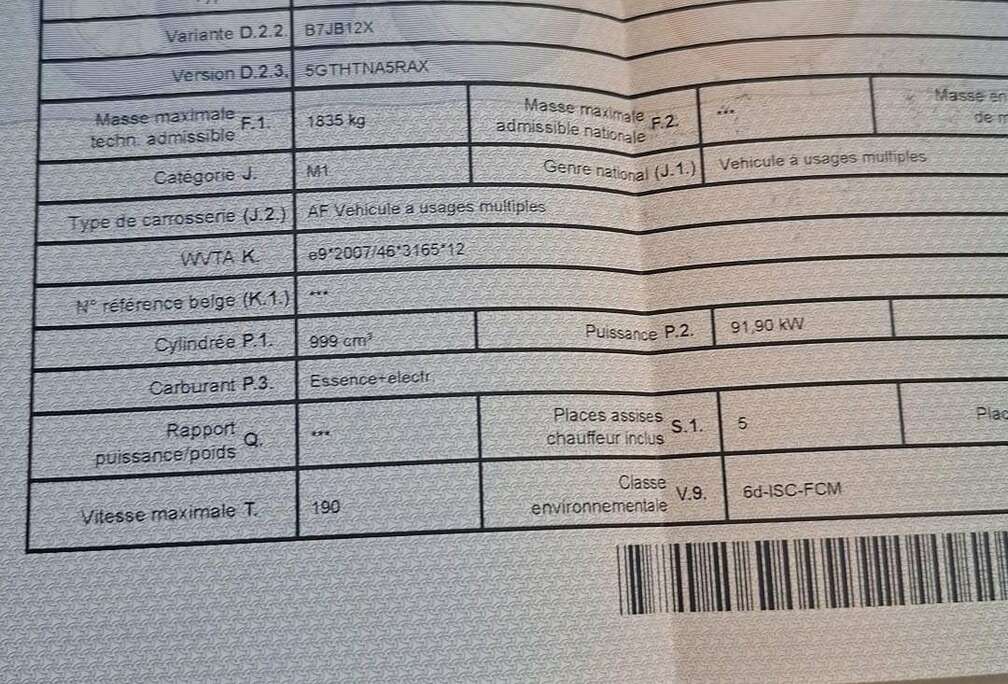 Variante D.2.2. B7JB12X
Version D.2.3. 5GTHTNA5RAX
Masse maximale
techn. admissible F.1. 1835 kg
Masse maximale
admissible nationale F.2. ***
Masse en
de m
Catégorie J. M1
Genre national (J.1.) Vehicule à usages multiples
Type de carrosserie (J.2.) AF Vehicule à usages multiples
WVTA K. e9*2007/46*3165*12
N° référence belge (K.1.) ***
Cylindrée P.1. 999 cm³
Puissance P.2. 91,90 kW
Carburant P.3. Essence+electr.
Rapport
puissance/poids Q. ***
Places assises
chauffeur inclus S.1. 5
Plac
Vitesse maximale T. 190
Classe
environnementale V.9. 6d-ISC-FCM